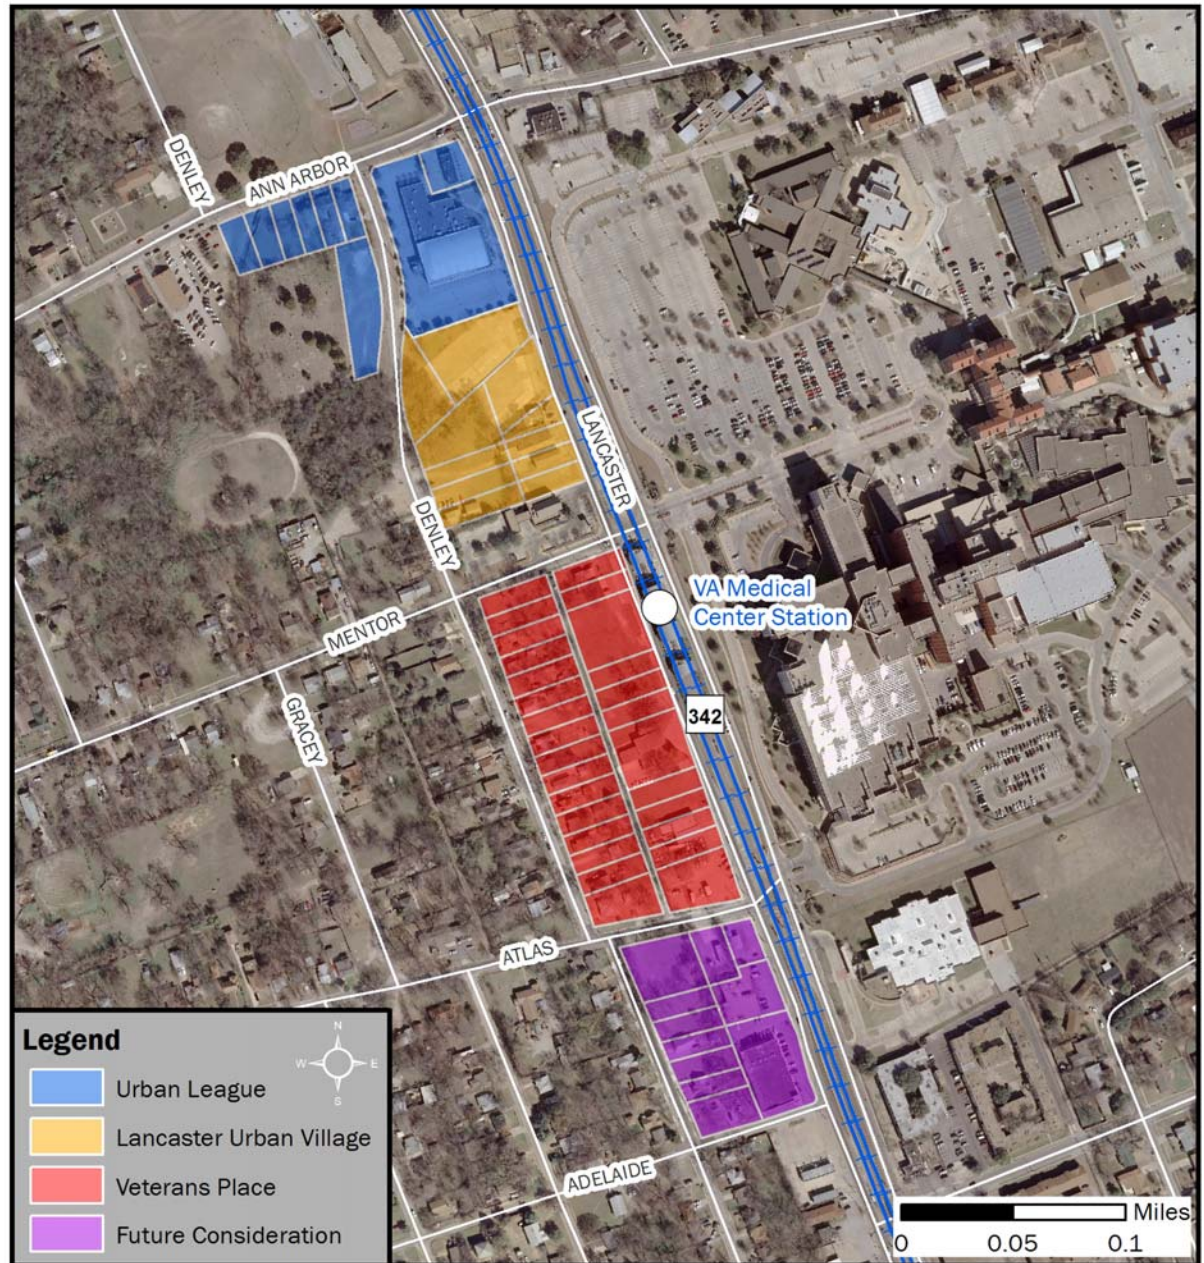 DENLEY
ANN ARBOR
LANCASTER
DENLEY
MENTOR
VA Medical
Center Station
GRACEY
342
ATLAS
ADELAIDE
Legend
N
W
E
S
Urban League
Lancaster Urban Village
Veterans Place
Future Consideration
Miles
0
0.05
0.1